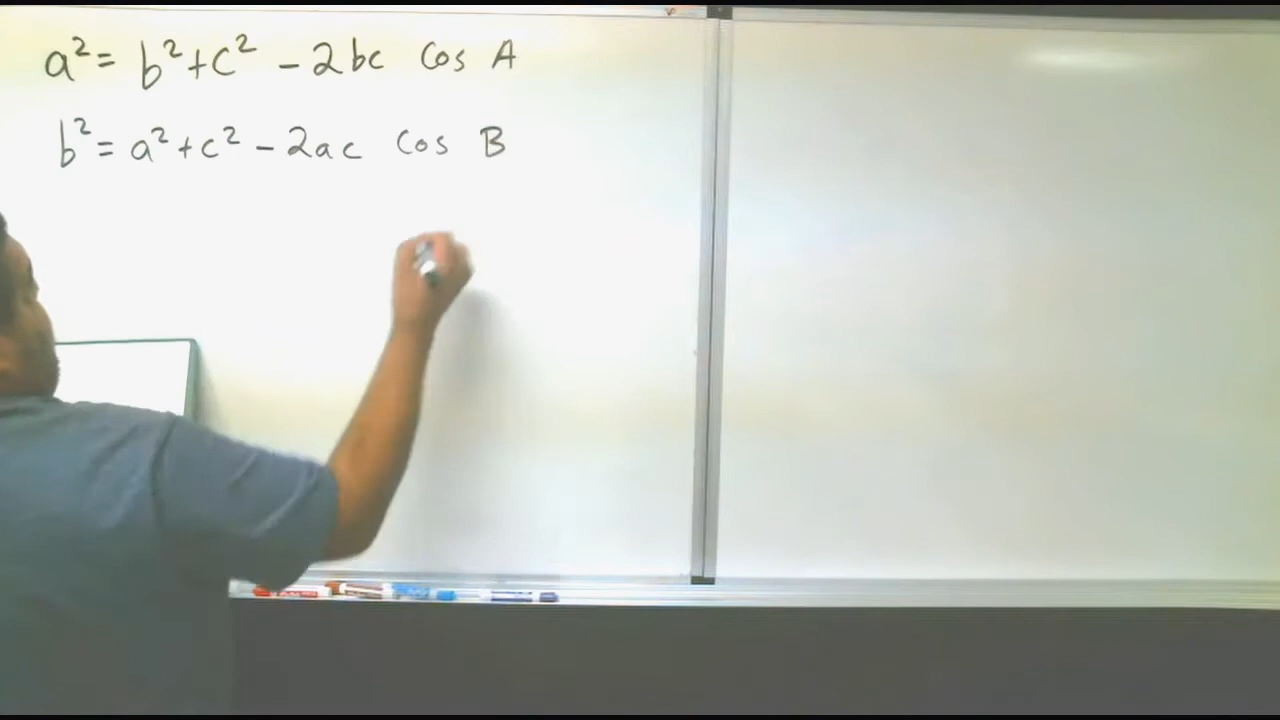 a² = b² + c² - 2bc cos A
b² = a² + c² - 2ac cos B